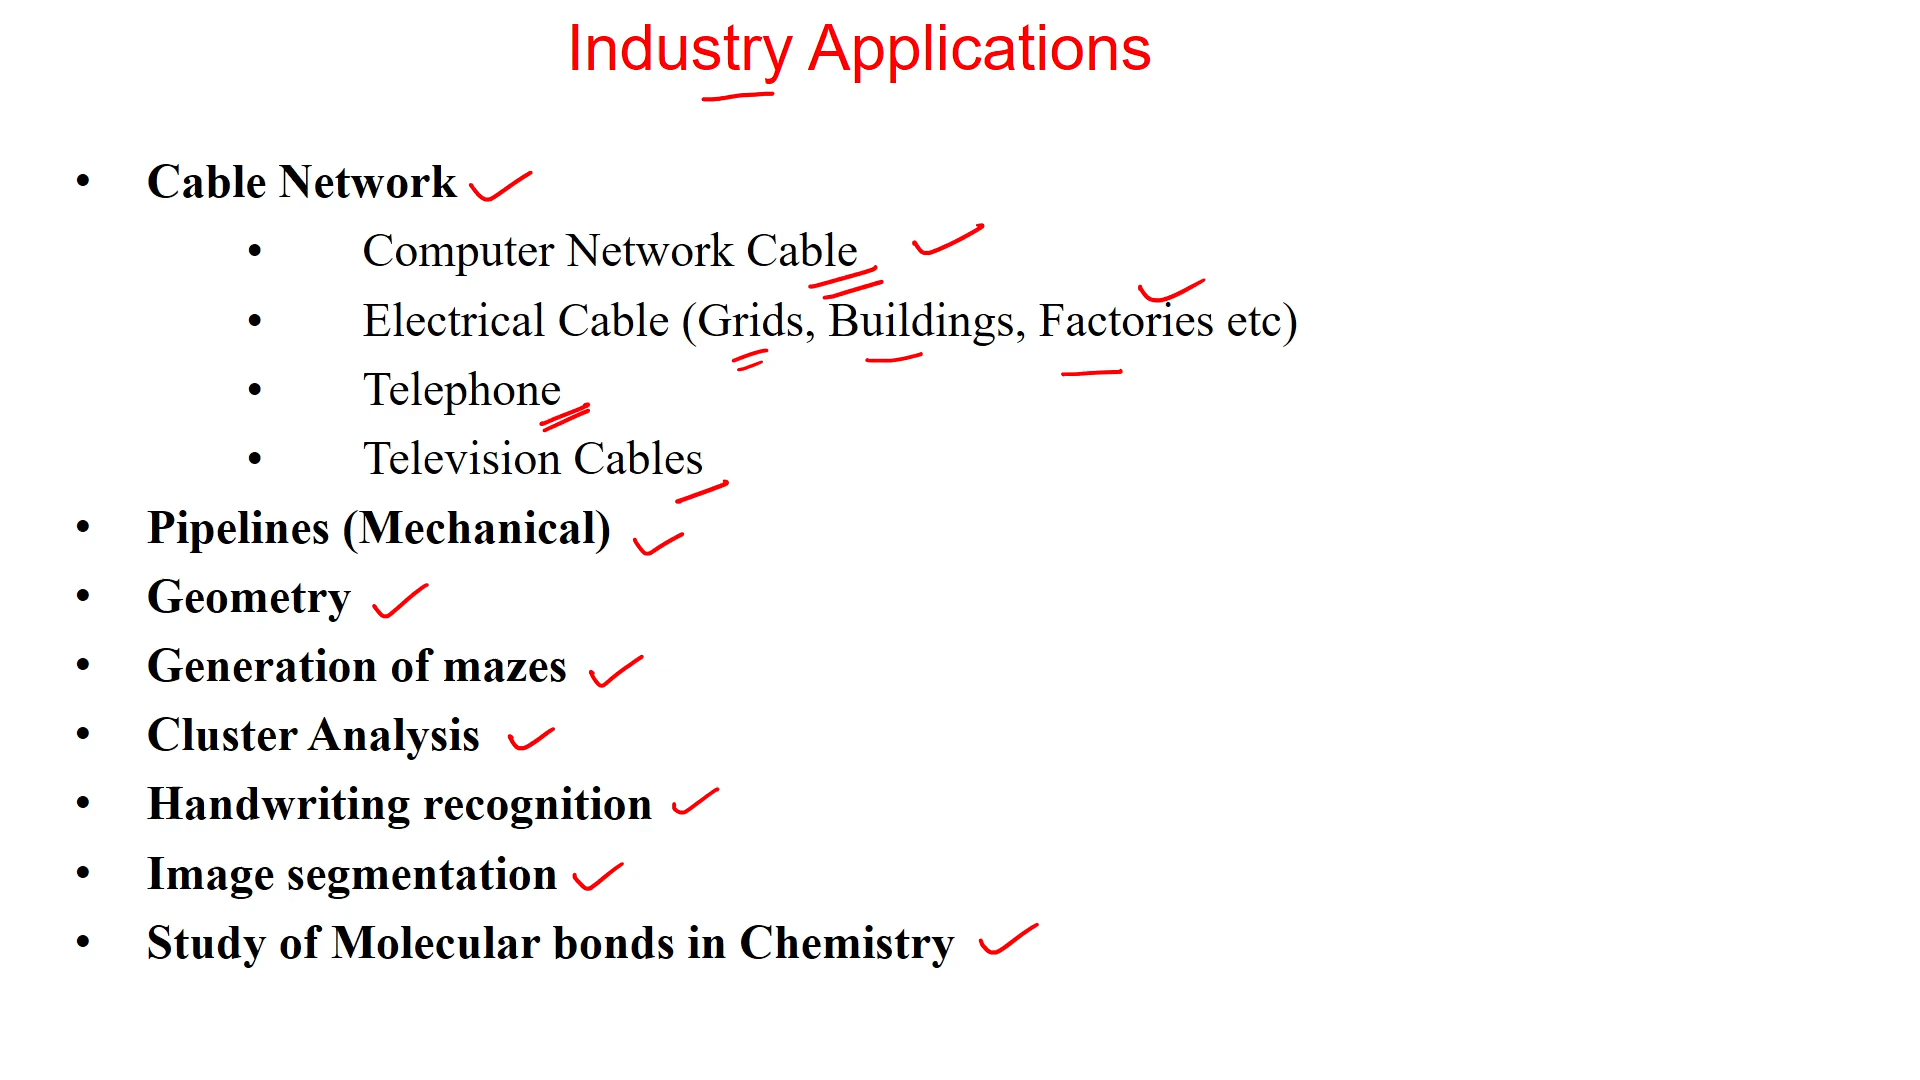 Industry Applications
• Cable Network
• Computer Network Cable
• Electrical Cable (Grids, Buildings, Factories etc)
• Telephone
• Television Cables
• Pipelines (Mechanical)
• Geometry
• Generation of mazes
• Cluster Analysis
• Handwriting recognition
• Image segmentation
• Study of Molecular bonds in Chemistry